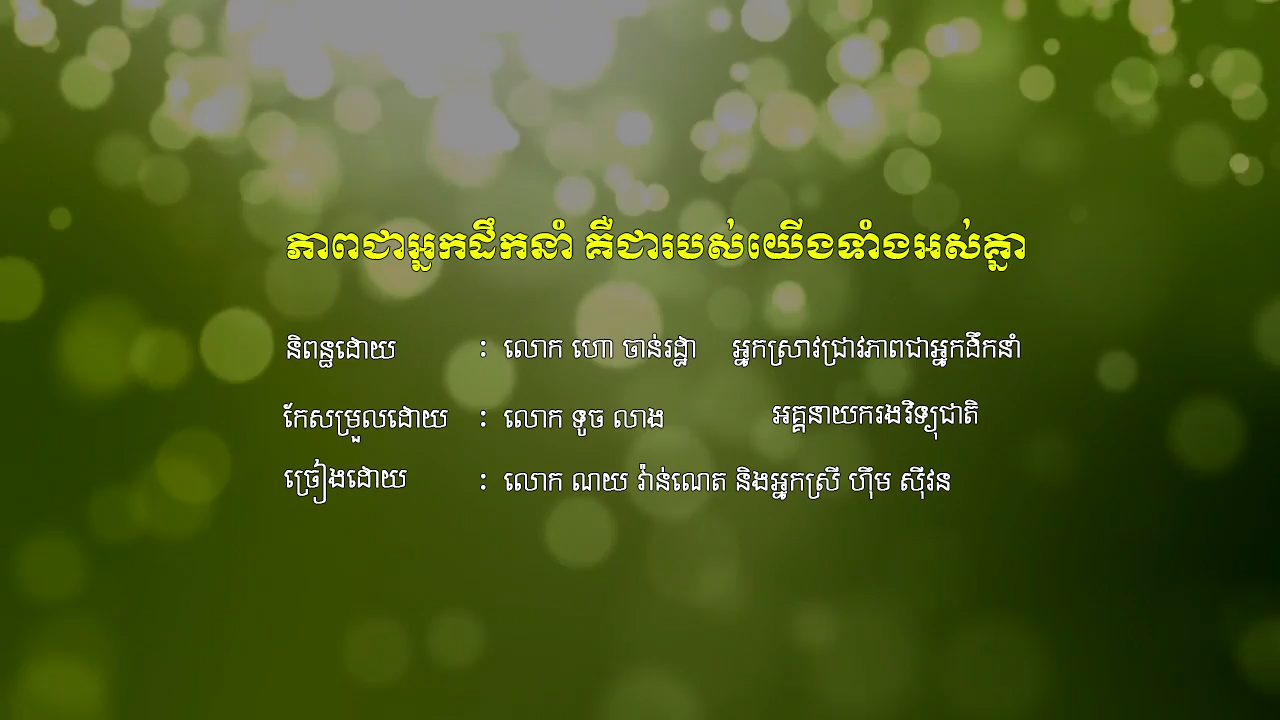 ភាពជាអ្នកដឹកនាំ គឺជារបស់យើងទាំងអស់គ្នា
និពន្ឋដោយ : លោក ហោ ចាន់រដ្ឋា អ្នកស្រាវជ្រាវភាពជាអ្នកដឹកនាំ
កែសម្រួលដោយ : លោក ទូច លាង អគ្គនាយករងវិទ្យុជាតិ
ច្រៀងដោយ : លោក ណយ វ៉ាន់ណេត និងអ្នកស្រី ហ៊ឹម ស៊ីវន